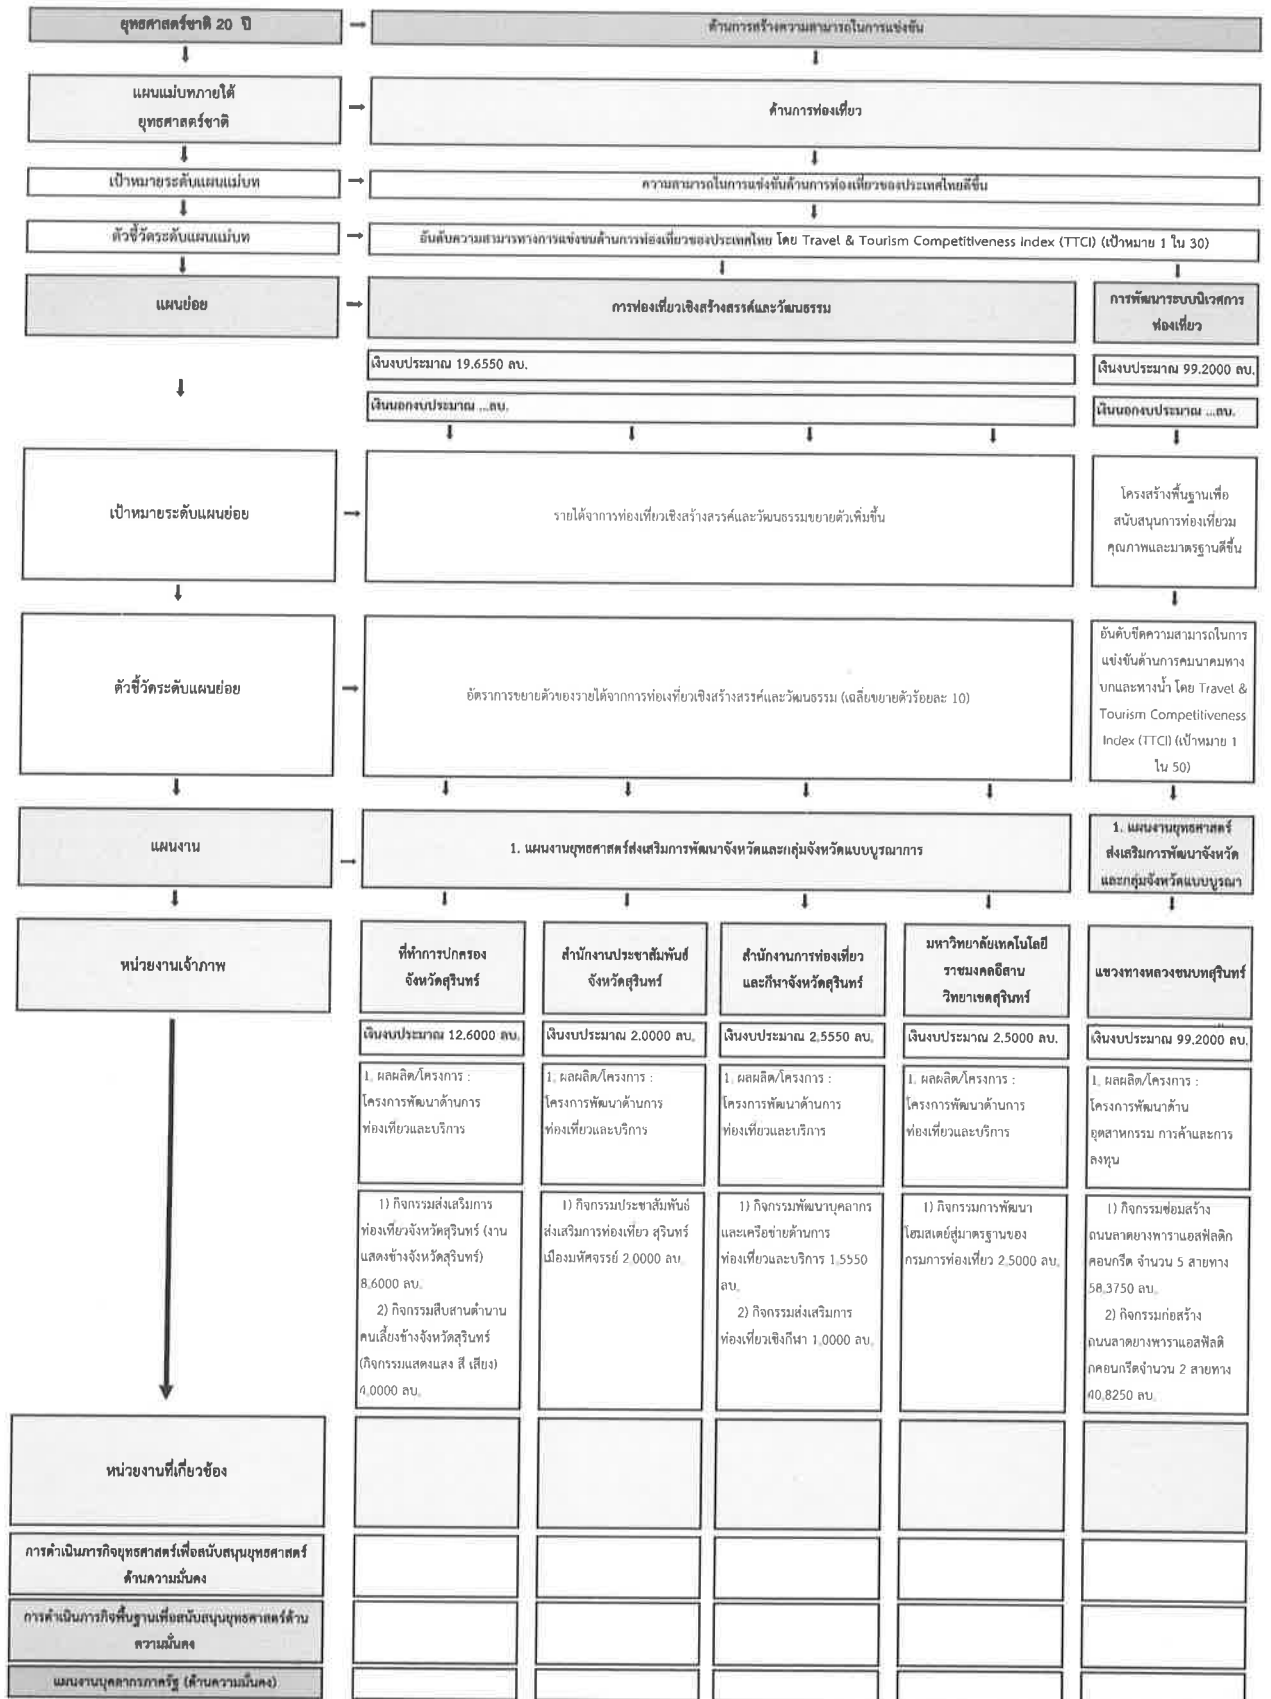 ยุทธศาสตร์ชาติ 20 ปี
ด้านการสร้างความสามารถในการแข่งขัน
แผนแม่บทภายใต้
ยุทธศาสตร์ชาติ
ด้านการท่องเที่ยว
เป้าหมายระดับแผนแม่บท
ความสามารถในการแข่งขันด้านการท่องเที่ยวของประเทศไทยดีขึ้น
ตัวชี้วัดระดับแผนแม่บท
อันดับความสามารทางการแข่งขนด้านการท่องเที่ยวของประเทศไทย โดย Travel & Tourism Competitiveness Index (TTCI) (เป้าหมาย 1 ใน 30)
แผนย่อย
การท่องเที่ยวเชิงสร้างสรรค์และวัฒนธรรม
การพัฒนาระบบนิเวศการ
ท่องเที่ยว
เงินงบประมาณ 19.6550 ลบ.
เงินงบประมาณ 99.2000 ลบ.
เงินนอกงบประมาณ ...ลบ.
เงินนอกงบประมาณ ...ลบ.
เป้าหมายระดับแผนย่อย
รายได้จาการท่องเที่ยวเชิงสร้างสรรค์และวัฒนธรรมขยายตัวเพิ่มขึ้น
โครงสร้างพื้นฐานเพื่อ
สนับสนุนการท่องเที่ยวม
คุณภาพและมาตรฐานดีขึ้น
ตัวชี้วัดระดับแผนย่อย
อัตราการขยายตัวของรายได้จากการท่อเงที่ยวเชิงสร้างสรรค์และวัฒนธรรม (เฉลี่ยขยายตัวร้อยละ 10)
อันดับขีดความสามารถในการ
แข่งขันด้านการคมนาคมทาง
บกและทางน้ำ โดย Travel &
Tourism Competitiveness
Index (TTCI) (เป้าหมาย 1
ใน 50)
แผนงาน
1. แผนงานยุทธศาสตร์ส่งเสริมการพัฒนาจังหวัดและกลุ่มจังหวัดแบบบูรณาการ
1. แผนงานยุทธศาสตร์
ส่งเสริมการพัฒนาจังหวัด
และกลุ่มจังหวัดแบบบูรณา
หน่วยงานเจ้าภาพ
ที่ทำการปกครอง
จังหวัดสุรินทร์
สำนักงานประชาสัมพันธ์
จังหวัดสุรินทร์
สำนักงานการท่องเที่ยว
และกีฬาจังหวัดสุรินทร์
มหาวิทยาลัยเทคโนโลยี
ราชมงคลอีสาน
วิทยาเขตสุรินทร์
แขวงทางหลวงชนบทสุรินทร์
เงินงบประมาณ 12.6000 ลบ.
เงินงบประมาณ 2.0000 ลบ.
เงินงบประมาณ 2.5550 ลบ.
เงินงบประมาณ 2.5000 ลบ.
เงินงบประมาณ 99.2000 ลบ.
1. ผลผลิต/โครงการ :
โครงการพัฒนาด้านการ
ท่องเที่ยวและบริการ
1. ผลผลิต/โครงการ :
โครงการพัฒนาด้านการ
ท่องเที่ยวและบริการ
1. ผลผลิต/โครงการ :
โครงการพัฒนาด้านการ
ท่องเที่ยวและบริการ
1. ผลผลิต/โครงการ :
โครงการพัฒนาด้านการ
ท่องเที่ยวและบริการ
1. ผลผลิต/โครงการ :
โครงการพัฒนาด้าน
อุตสาหกรรม การค้าและการ
ลงทุน
1) กิจกรรมส่งเสริมการ
ท่องเที่ยวจังหวัดสุรินทร์ (งาน
แสดงช้างจังหวัดสุรินทร์)
8.6000 ลบ.
2) กิจกรรมสืบสานตำนาน
คนเลี้ยงช้างจังหวัดสุรินทร์
(กิจกรรมแสดงแสง สี เสียง)
4.0000 ลบ.
1) กิจกรรมประชาสัมพันธ์
ส่งเสริมการท่องเที่ยว สุรินทร์
เมืองมหัศจรรย์ 2.0000 ลบ.
1) กิจกรรมพัฒนาบุคลากร
และเครือข่ายด้านการ
ท่องเที่ยวและบริการ 1.5550
ลบ.
2) กิจกรรมส่งเสริมการ
ท่องเที่ยวเชิงกีฬา 1.0000 ลบ.
1) กิจกรรมการพัฒนา
โฮมสเตย์สู่มาตรฐานของ
กรมการท่องเที่ยว 2.5000 ลบ.
1) กิจกรรมซ่อมสร้าง
ถนนลาดยางพาราแอสฟัลติก
คอนกรีต จำนวน 5 สายทาง
58.3750 ลบ.
2) กิจกรรมก่อสร้าง
ถนนลาดยางพาราแอสฟัลติ
กคอนกรีตจำนวน 2 สายทาง
40.8250 ลบ.
หน่วยงานที่เกี่ยวข้อง
การดำเนินภารกิจยุทธศาสตร์เพื่อสนับสนุนยุทธศาสตร์
ด้านความมั่นคง
การดำเนินภารกิจพื้นฐานเพื่อสนับสนุนยุทธศาสตร์ด้าน
ความมั่นคง
แผนงานบุคลากรภาครัฐ (ด้านความมั่นคง)